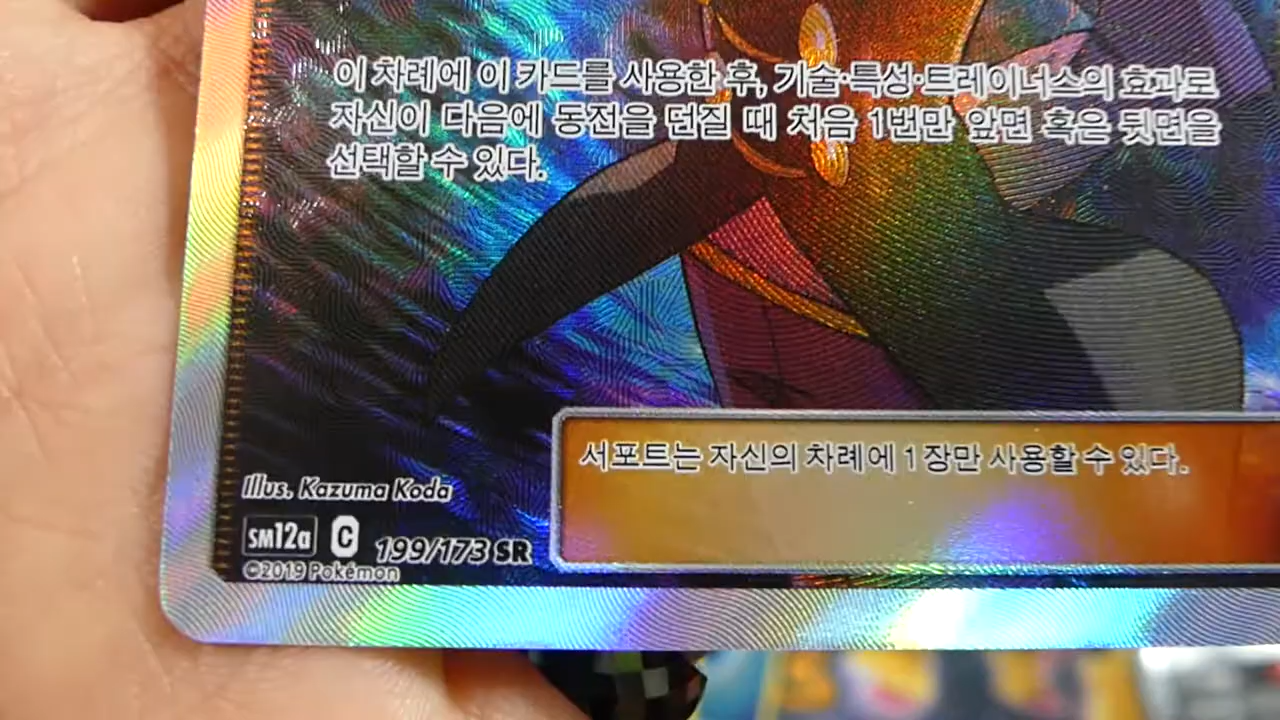 이 차례에 이 카드를 사용한 후, 기술·특성·트레이너스의 효과로
자신이 다음에 동전을 던질 때 처음 1번만 앞면 혹은 뒷면을
선택할 수 있다.
서포트는 자신의 차례에 1장만 사용할 수 있다.
Illus. Kazuma Koda
SM12a C 199/173 SR
©2019 Pokémon